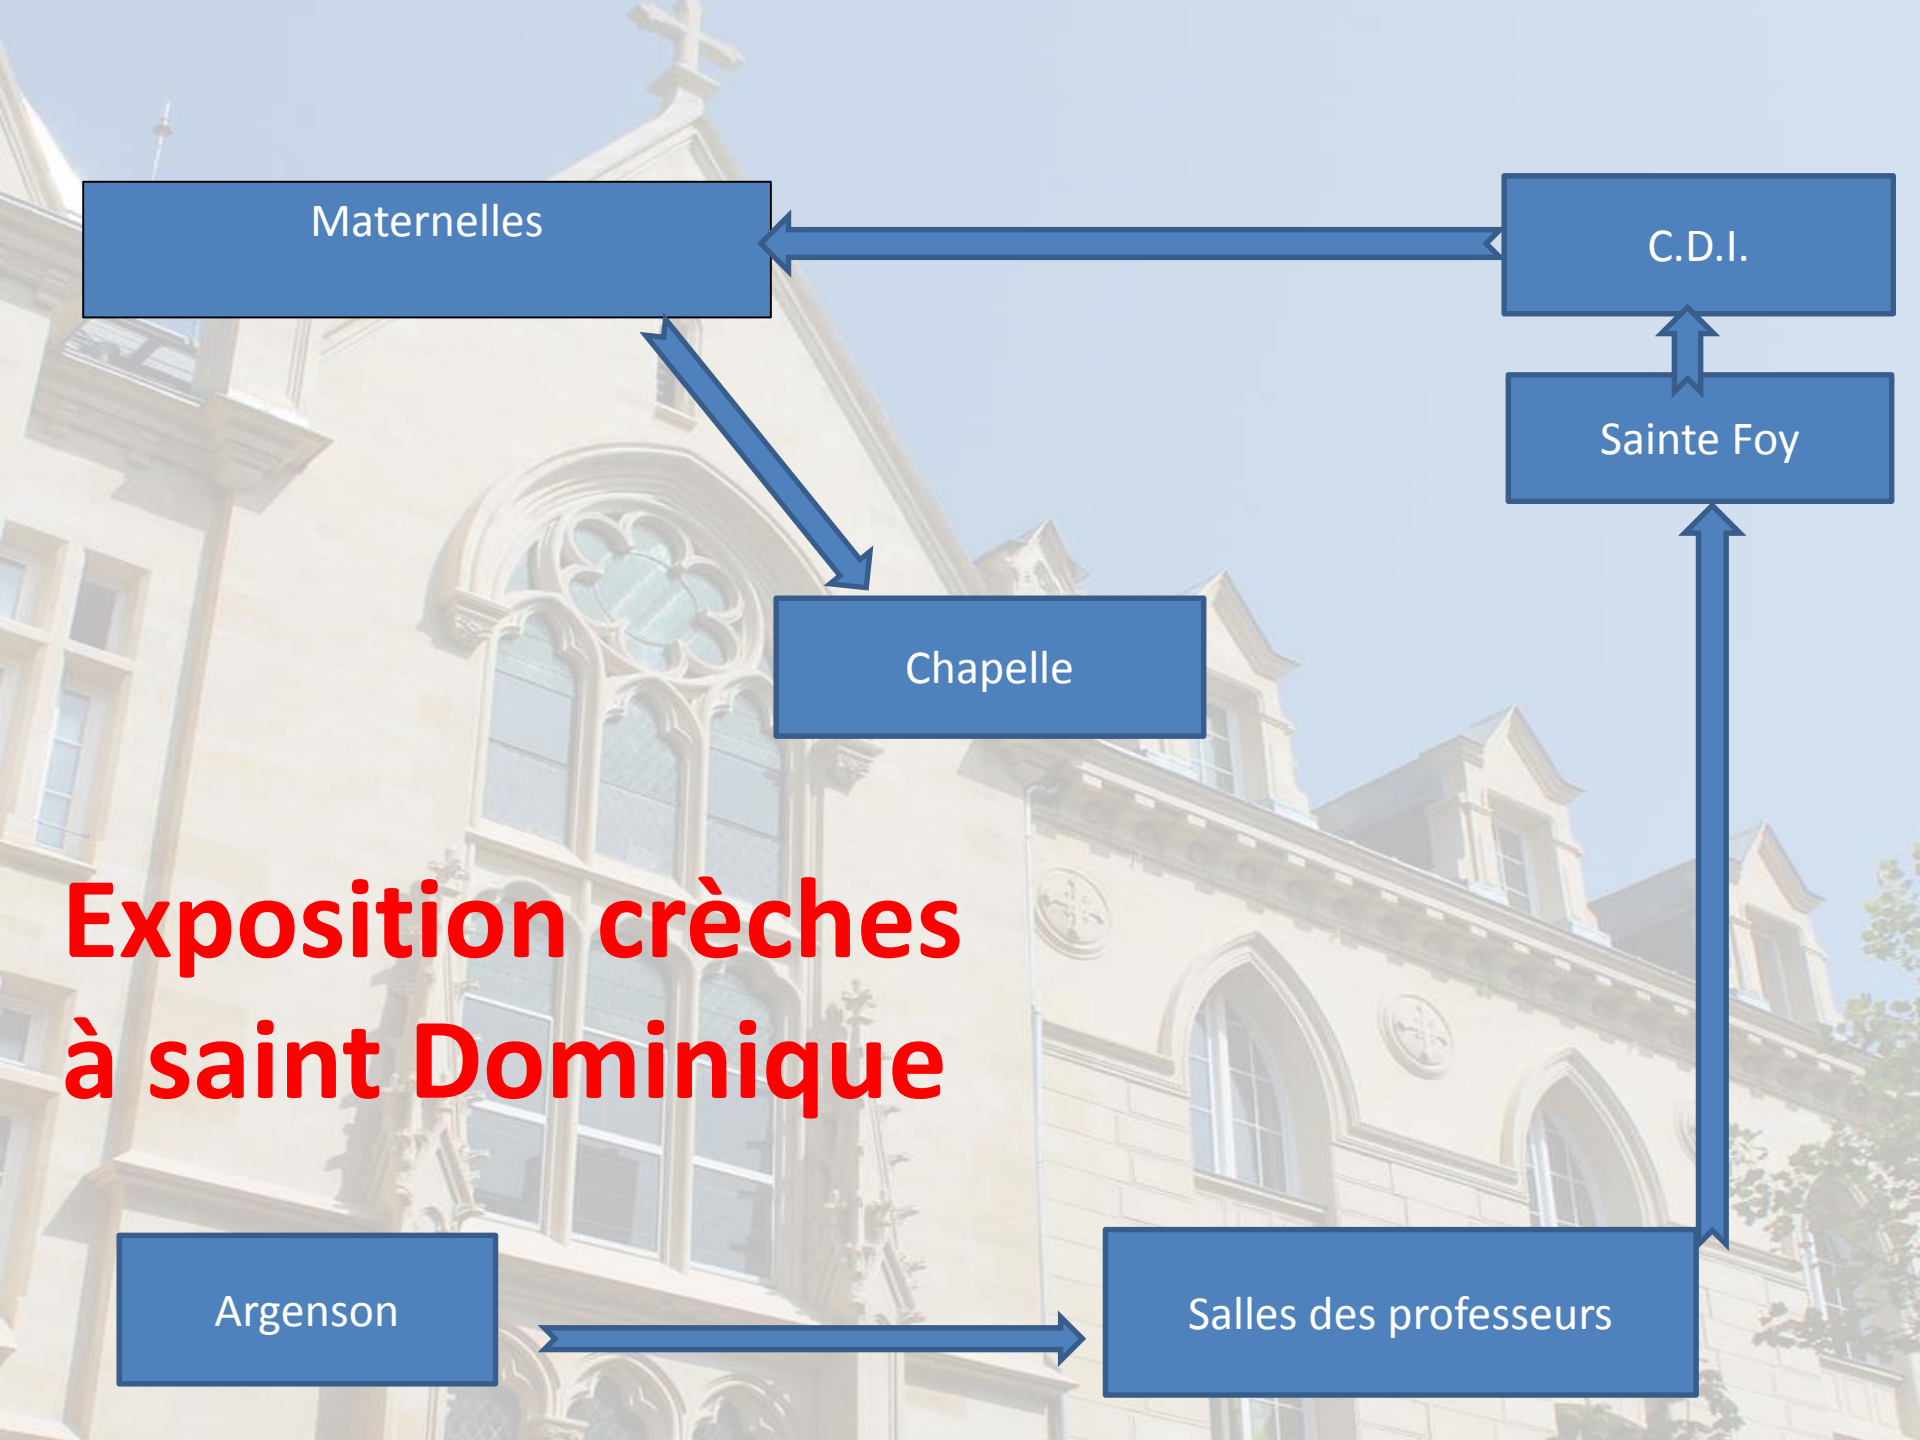 Maternelles
C.D.I.
Sainte Foy
Chapelle
Exposition crèches
à saint Dominique
Argenson
Salles des professeurs